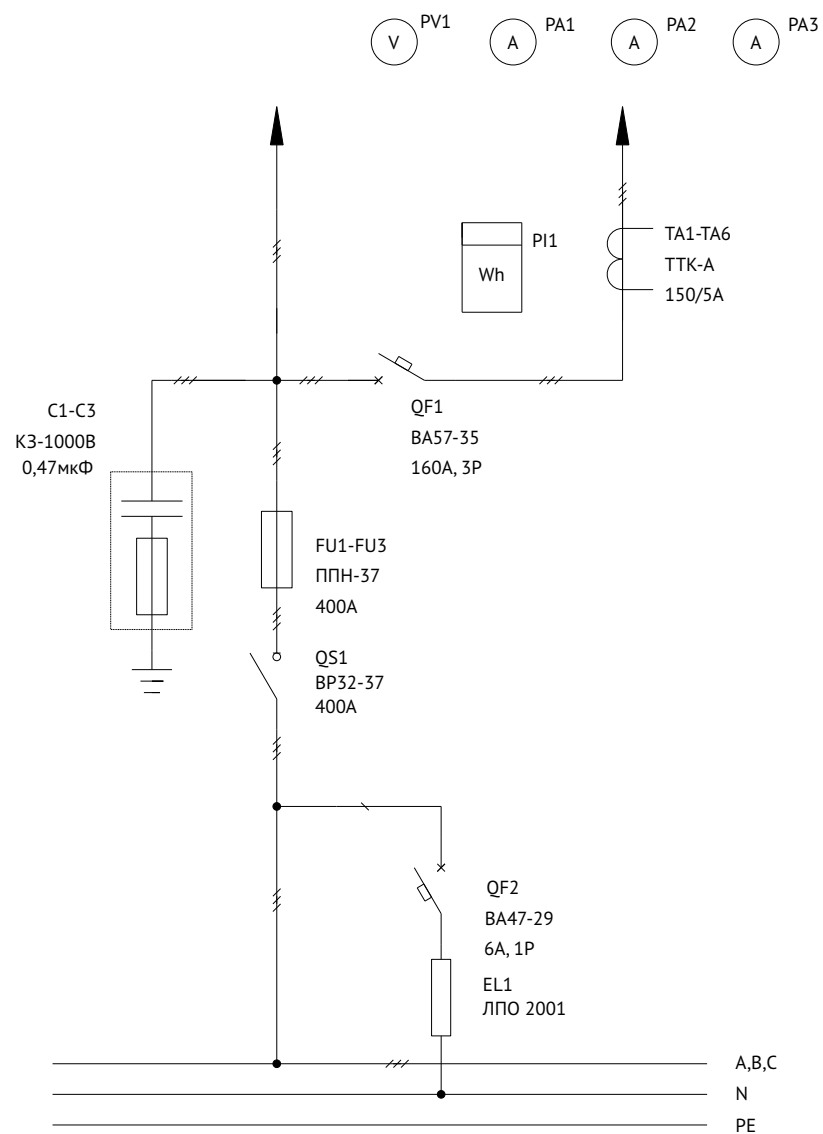 V
PV1
A
PA1
A
PA2
A
PA3
Wh
PI1
TA1-TA6
ТТК-А
150/5А
C1-C3
КЗ-1000В
0,47мкФ
QF1
ВА57-35
160А, 3Р
FU1-FU3
ППН-37
400А
QS1
ВР32-37
400А
QF2
ВА47-29
6А, 1Р
EL1
ЛПО 2001
A,B,C
N
PE